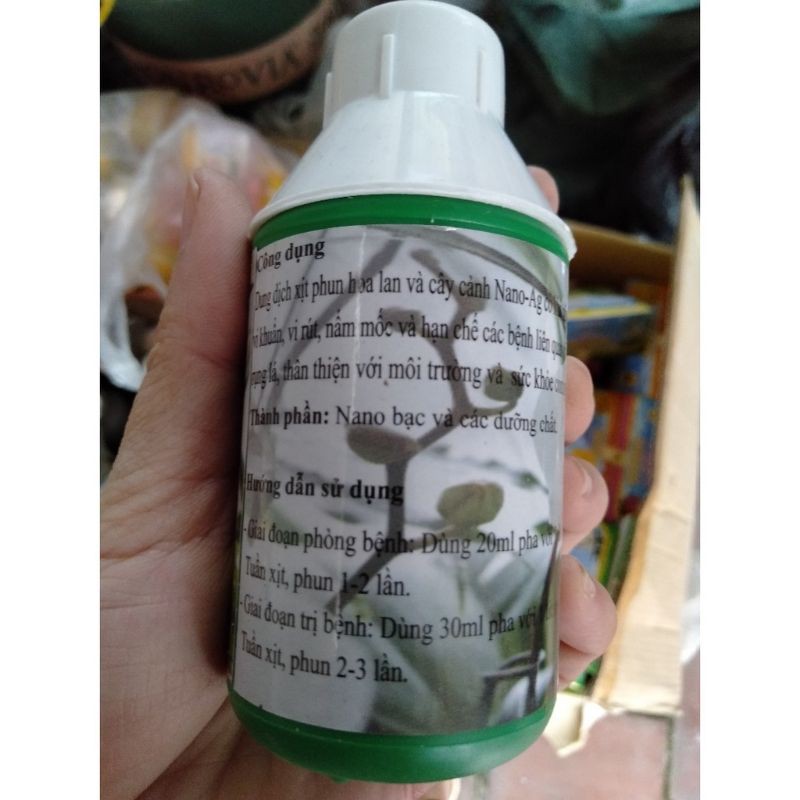 Công dụng
Dung dịch xịt phun hoa lan và cây cảnh Nano-Ag
khuẩn, vi rút, nấm mốc và hạn chế các bệnh liên
lá, thân thiện với môi trương và sức khỏe
Thành phần: Nano bạc và các dưỡng chất.
Hướng dẫn sử dụng
- Giai đoạn phòng bệnh: Dùng 20ml pha với
Tuần xịt, phun 1-2 lần.
- Giai đoạn trị bệnh: Dùng 30ml pha với
Tuần xịt, phun 2-3 lần.